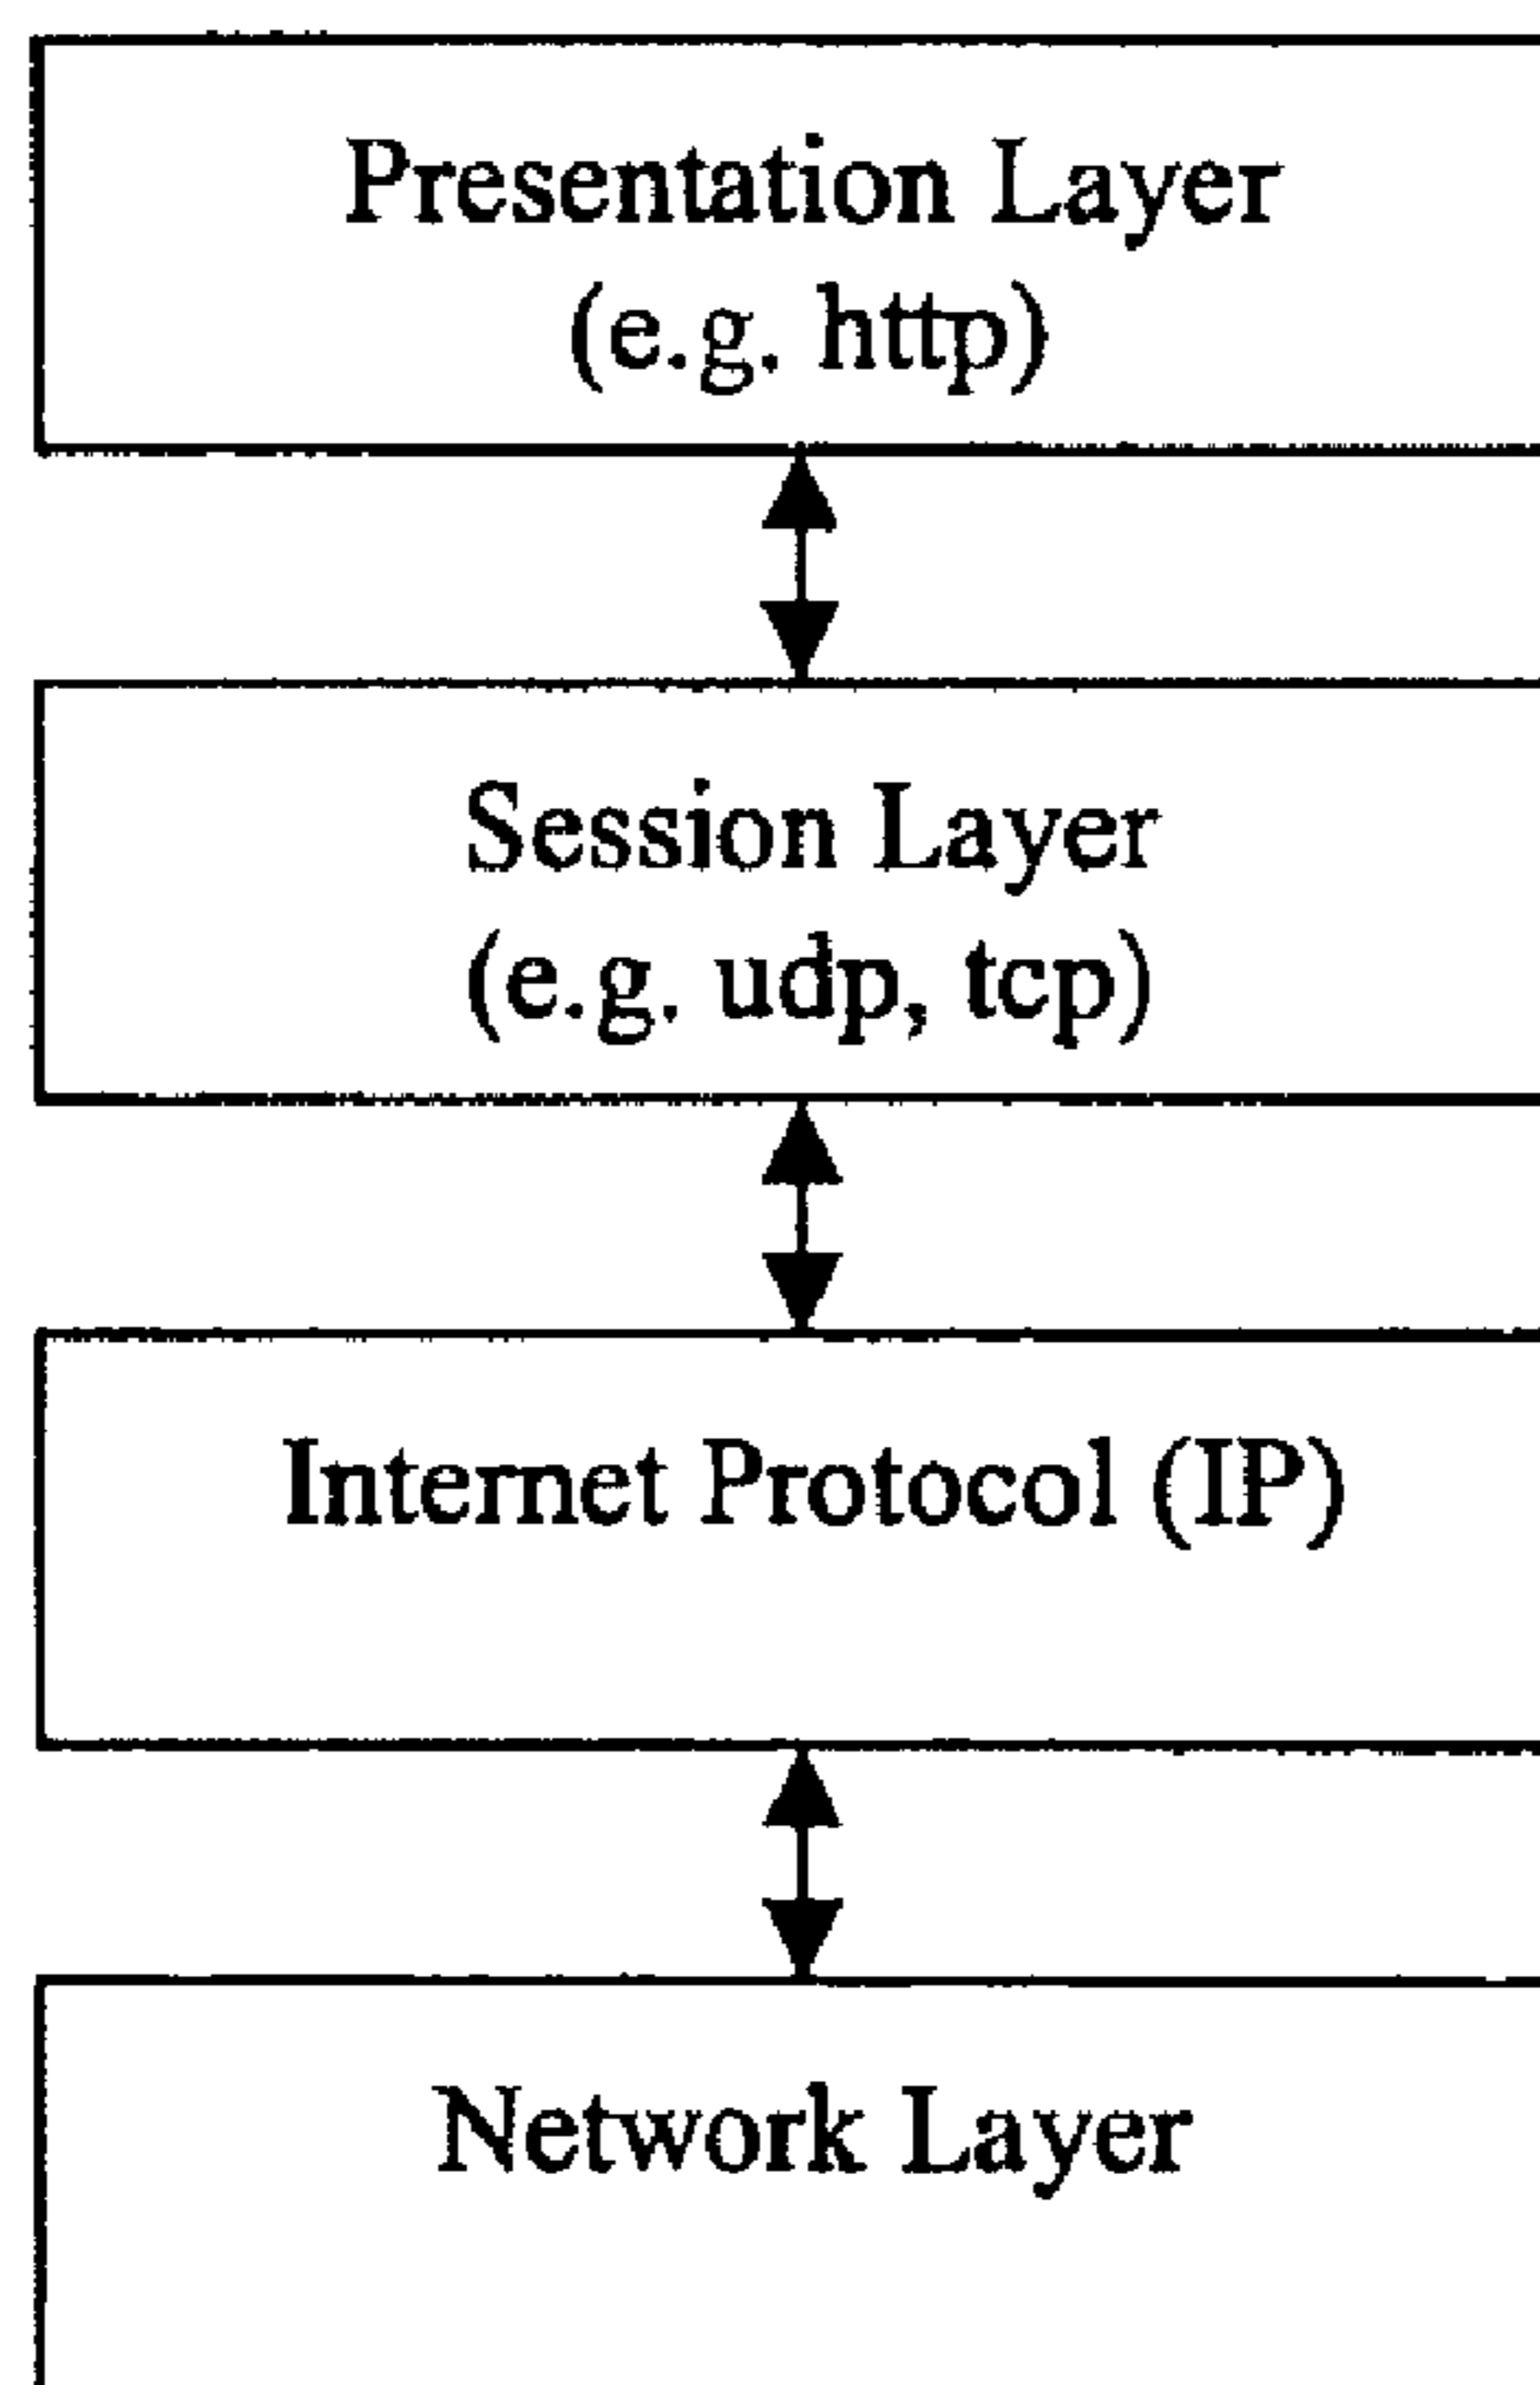 Presentation Layer
(e.g. http)
Session Layer
(e.g. udp, tcp)
Internet Protocol (IP)
Network Layer